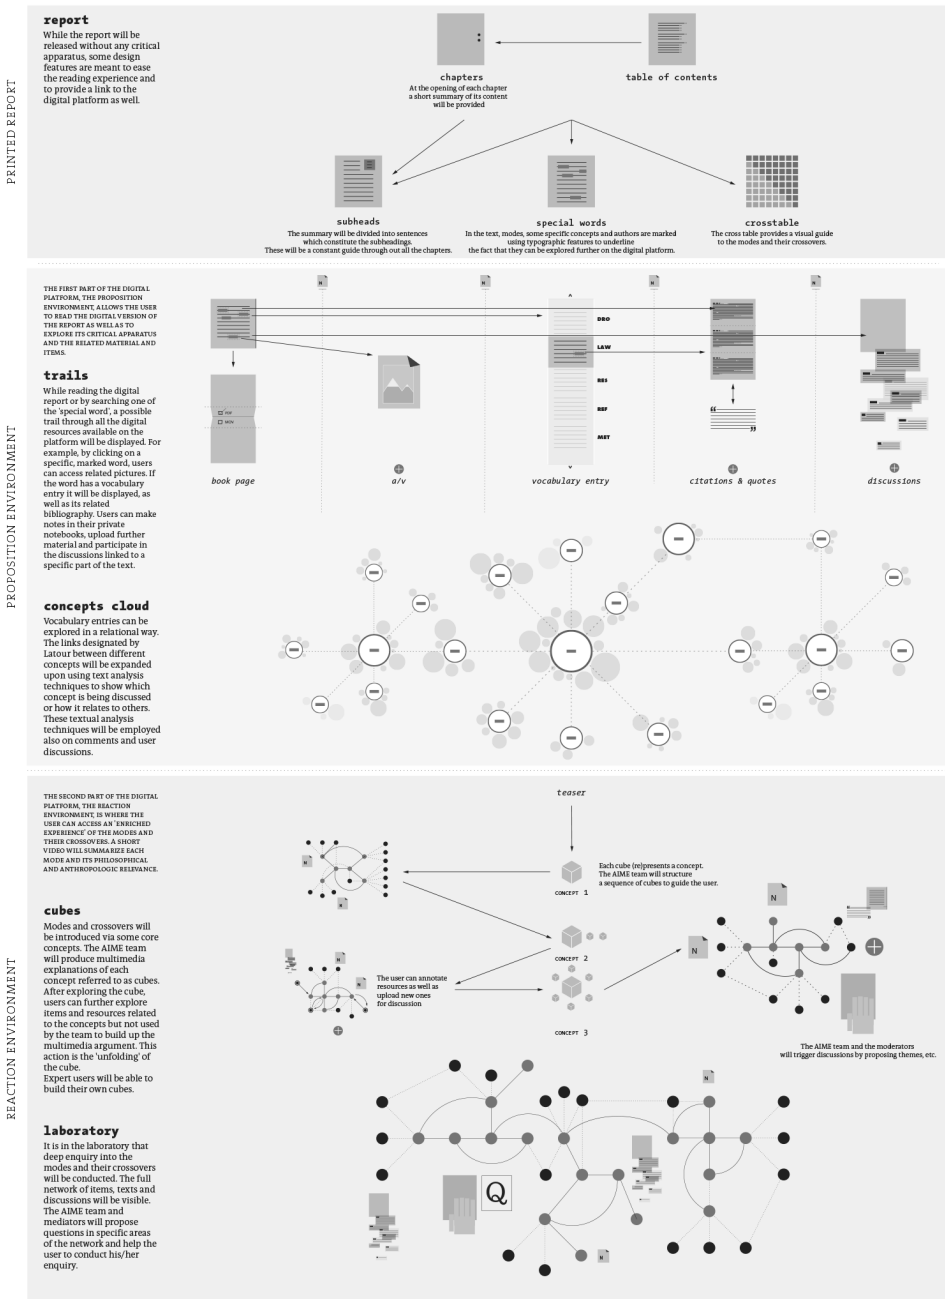 PRINTED REPORT
report
While the report will be
released without any critical
apparatus, some design
features are meant to ease
the reading experience and
to provide a link to the
digital platform as well.
chapters
At the opening of each chapter
a short summary of its content
will be provided
table of contents
subheads
The summary will be divided into sentences
which constitute the subheadings.
These will be a constant guide through out all the chapters.
special words
In the text, modes, some specific concepts and authors are marked
using typographic features to underline
the fact that they can be explored further on the digital platform.
crosstable
The cross table provides a visual guide
to the modes and their crossovers.
PROPOSITION ENVIRONMENT
THE FIRST PART OF THE DIGITAL
PLATFORM, THE PROPOSITION
ENVIRONMENT, ALLOWS THE USER
TO READ THE DIGITAL VERSION OF
THE REPORT AS WELL AS TO
EXPLORE ITS CRITICAL APPARATUS
AND THE RELATED MATERIAL AND
ITEMS.
trails
While reading the digital
report or by searching one of
the 'special word', a possible
trail through all the digital
resources available on the
platform will be displayed. For
example, by clicking on a
specific, marked word, users
can access related pictures. If
the word has a vocabulary
entry it will be displayed, as
well as its related
bibliography. Users can make
notes in their private
notebooks, upload further
material and participate in
the discussions linked to a
specific part of the text.
N
N
N
N
PDF
MOV
DRO
LAW
RES
REF
MET
“
”
book page
a/v
vocabulary entry
citations & quotes
discussions
concepts cloud
Vocabulary entries can be
explored in a relational way.
The links designated by
Latour between different
concepts will be expanded
upon using text analysis
techniques to show which
concept is being discussed
or how it relates to others.
These textual analysis
techniques will be employed
also on comments and user
discussions.
REACTION ENVIRONMENT
THE SECOND PART OF THE DIGITAL
PLATFORM, THE REACTION
ENVIRONMENT, IS WHERE THE
USER CAN ACCESS AN 'ENRICHED
EXPERIENCE' OF THE MODES AND
THEIR CROSSOVERS. A SHORT
VIDEO WILL SUMMARIZE EACH
MODE AND ITS PHILOSOPHICAL
AND ANTHROPOLOGIC RELEVANCE.
teaser
Each cube (re)presents a concept.
The AIME team will structure
a sequence of cubes to guide the user.
CONCEPT 1
N
N
cubes
Modes and crossovers will
be introduced via some core
concepts. The AIME team
will produce multimedia
explanations of each
concept referred to as cubes.
After exploring the cube,
users can further explore
items and resources related
to the concepts but not used
by the team to build up the
multimedia argument. This
action is the 'unfolding' of
the cube.
Expert users will be able to
build their own cubes.
CONCEPT 2
N
N
The user can annotate
resources as well as
upload new ones
for discussion
CONCEPT 3
N
N
The AIME team and the moderators
will trigger discussions by proposing themes, etc.
laboratory
It is in the laboratory that
deep enquiry into the
modes and their crossovers
will be conducted. The full
network of items, texts and
discussions will be visible.
The AIME team and
mediators will propose
questions in specific areas
of the network and help the
user to conduct his/her
enquiry.
N
Q
N